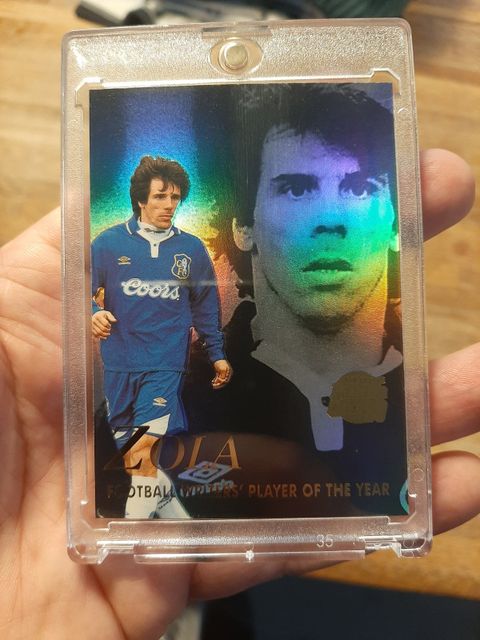 Coors
ZOLA
FOOTBALL WRITERS' PLAYER OF THE YEAR
35